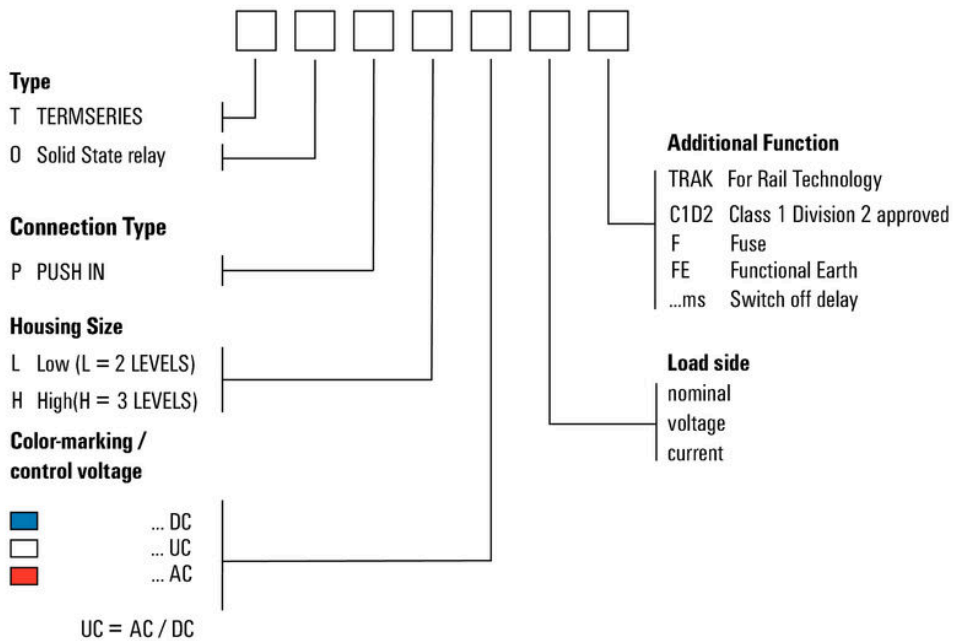 Type
T TERMSERIES
O Solid State relay
Connection Type
P PUSH IN
Housing Size
L Low (L = 2 LEVELS)
H High(H = 3 LEVELS)
Color-marking /
control voltage
... DC
... UC
... AC
UC = AC / DC
Additional Function
TRAK For Rail Technology
C1D2 Class 1 Division 2 approved
F Fuse
FE Functional Earth
...ms Switch off delay
Load side
nominal
voltage
current